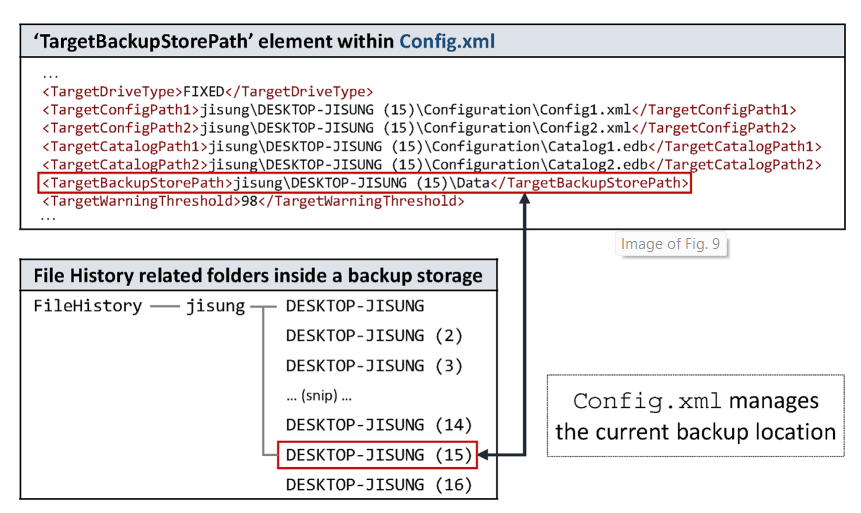 ‘TargetBackupStorePath’ element within Config.xml
...
<TargetDriveType>FIXED</TargetDriveType>
<TargetConfigPath1>jisung\DESKTOP-JISUNG (15)\Configuration\Config1.xml</TargetConfigPath1>
<TargetConfigPath2>jisung\DESKTOP-JISUNG (15)\Configuration\Config2.xml</TargetConfigPath2>
<TargetCatalogPath1>jisung\DESKTOP-JISUNG (15)\Configuration\Catalog1.edb</TargetCatalogPath1>
<TargetCatalogPath2>jisung\DESKTOP-JISUNG (15)\Configuration\Catalog2.edb</TargetCatalogPath2>
<TargetBackupStorePath>jisung\DESKTOP-JISUNG (15)\Data</TargetBackupStorePath>
<TargetWarningThreshold>98</TargetWarningThreshold>
...
Image of Fig. 9
File History related folders inside a backup storage
FileHistory jisung DESKTOP-JISUNG
DESKTOP-JISUNG (2)
DESKTOP-JISUNG (3)
... (snip) ...
DESKTOP-JISUNG (14)
DESKTOP-JISUNG (15)
DESKTOP-JISUNG (16)
Config.xml manages
the current backup location